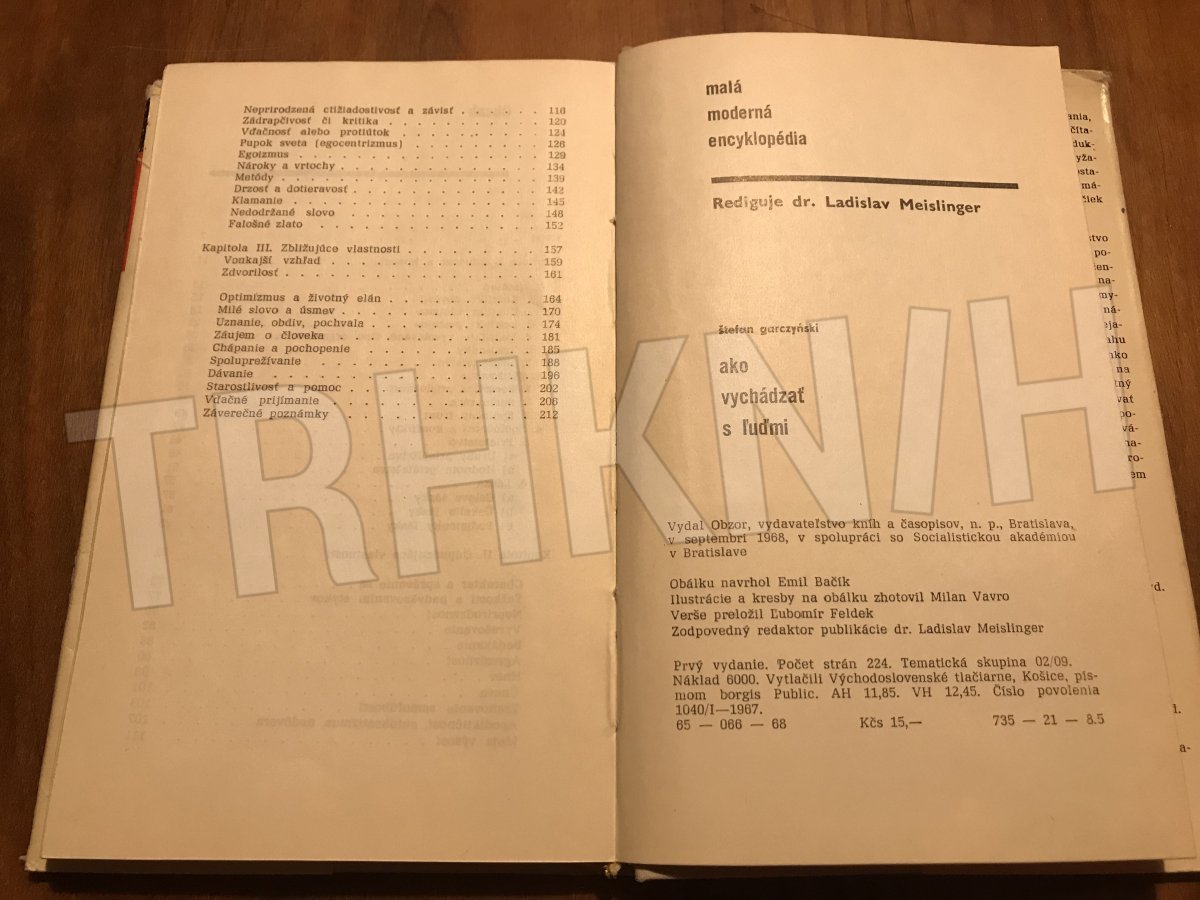 Neprirodzená ctižiadostivosť a závisť . . . . . . . 116
Zádrapčivosť či kritika . . . . . . . . . . . . 120
Vďačnosť alebo protiútok . . . . . . . . . . . 124
Pupok sveta (egocentrizmus) . . . . . . . . . . 126
Egoizmus . . . . . . . . . . . . . . . . . . 129
Nároky a vrtochy . . . . . . . . . . . . . . 134
Metódy . . . . . . . . . . . . . . . . . . . 139
Drzosť a dotieravosť . . . . . . . . . . . . . 142
Klamanie . . . . . . . . . . . . . . . . . . 145
Nedodržané slovo . . . . . . . . . . . . . . 148
Falošné zlato . . . . . . . . . . . . . . . . 152
Kapitola III. Zbližujúce vlastnosti . . . . . . . . . 157
Vonkajší vzhľad . . . . . . . . . . . . . . . 159
Zdvorilosť . . . . . . . . . . . . . . . . . . 161
Optimizmus a životný elán . . . . . . . . . . . 164
Milé slovo a úsmev . . . . . . . . . . . . . . 170
Uznanie, obdiv, pochvala . . . . . . . . . . . . 174
Záujem o človeka . . . . . . . . . . . . . . . 181
Chápanie a pochopenie . . . . . . . . . . . . 185
Spoluprežívanie . . . . . . . . . . . . . . . 188
Dávanie . . . . . . . . . . . . . . . . . . 196
Starostlivosť a pomoc . . . . . . . . . . . . . 202
Vďačné prijímanie . . . . . . . . . . . . . . 206
Záverečné poznámky . . . . . . . . . . . . . 212
malá
moderná
encyklopédia
Rediguje dr. Ladislav Meislinger
štefan garczyński
ako
vychádzať
s ľuďmi
Vydal Obzor, vydavateľstvo kníh a časopisov, n. p., Bratislava,
v septembri 1968, v spolupráci so Socialistickou akadémiou
v Bratislave
Obálku navrhol Emil Bačík
Ilustrácie a kresby na obálku zhotovil Milan Vavro
Verše preložil Ľubomír Feldek
Zodpovedný redaktor publikácie dr. Ladislav Meislinger
Prvý vydanie. Počet strán 224. Tematická skupina 02/09.
Náklad 6000. Vytlačili Východoslovenské tlačiarne, Košice, pís-
mom borgis Public. AH 11,85. VH 12,45. Číslo povolenia
1040/I—1967.
65 — 066 — 68 Kčs 15,— 735 — 21 — 8.5
TRHKNÍH